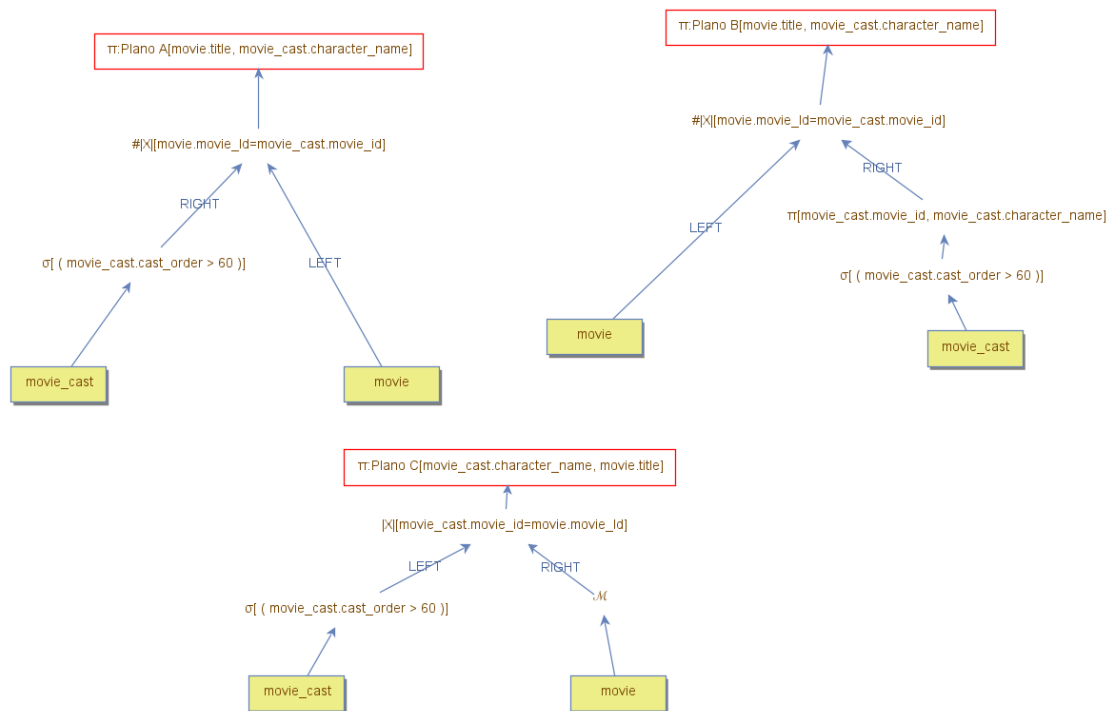 π:Plano A[movie.title, movie_cast.character_name]
#|X|[movie.movie_Id=movie_cast.movie_id]
RIGHT
LEFT
σ[ ( movie_cast.cast_order > 60 )]
movie_cast
movie
π:Plano B[movie.title, movie_cast.character_name]
#|X|[movie.movie_Id=movie_cast.movie_id]
RIGHT
LEFT
π[movie_cast.movie_id, movie_cast.character_name]
σ[ ( movie_cast.cast_order > 60 )]
movie
movie_cast
π:Plano C[movie_cast.character_name, movie.title]
|X|[movie_cast.movie_id=movie.movie_Id]
LEFT
RIGHT
σ[ ( movie_cast.cast_order > 60 )]
ℳ
movie_cast
movie